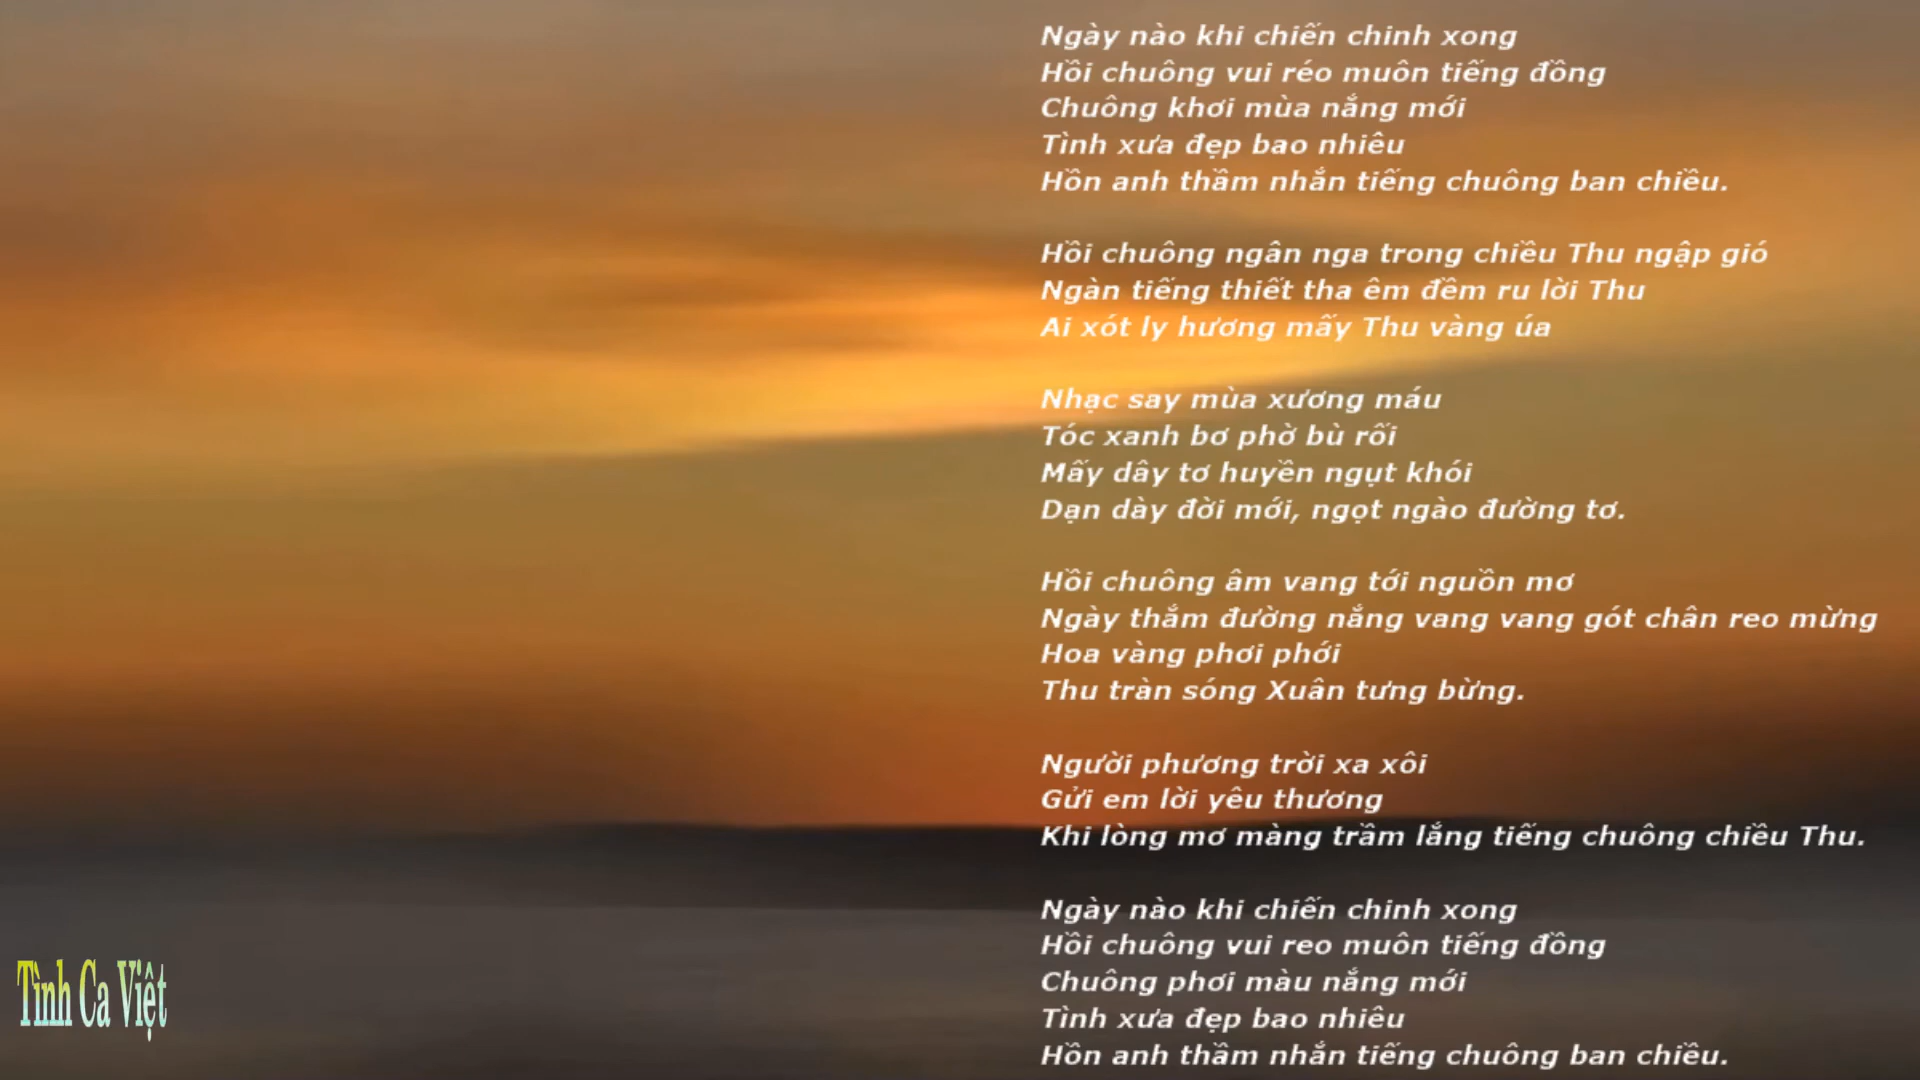 Ngày nào khi chiến chinh xong
Hồi chuông vui réo muôn tiếng đồng
Chuông khơi mùa nắng mới
Tình xưa đẹp bao nhiêu
Hồn anh thầm nhắn tiếng chuông ban chiều.
Hồi chuông ngân nga trong chiều Thu ngập gió
Ngàn tiếng thiết tha êm đềm ru lời Thu
Ai xót ly hương mấy Thu vàng úa
Nhạc say mùa xương máu
Tóc xanh bơ phờ bù rối
Mấy dây tơ huyền ngụt khói
Dạn dày đời mới, ngọt ngào đường tơ.
Hồi chuông âm vang tới nguồn mơ
Ngày thắm đường nắng vang vang gót chân reo mừng
Hoa vàng phơi phới
Thu tràn sóng Xuân tưng bừng.
Người phương trời xa xôi
Gửi em lời yêu thương
Khi lòng mơ màng trầm lắng tiếng chuông chiều Thu.
Ngày nào khi chiến chinh xong
Hồi chuông vui reo muôn tiếng đồng
Chuông phơi màu nắng mới
Tình xưa đẹp bao nhiêu
Hồn anh thầm nhắn tiếng chuông ban chiều.
Tình Ca Việt